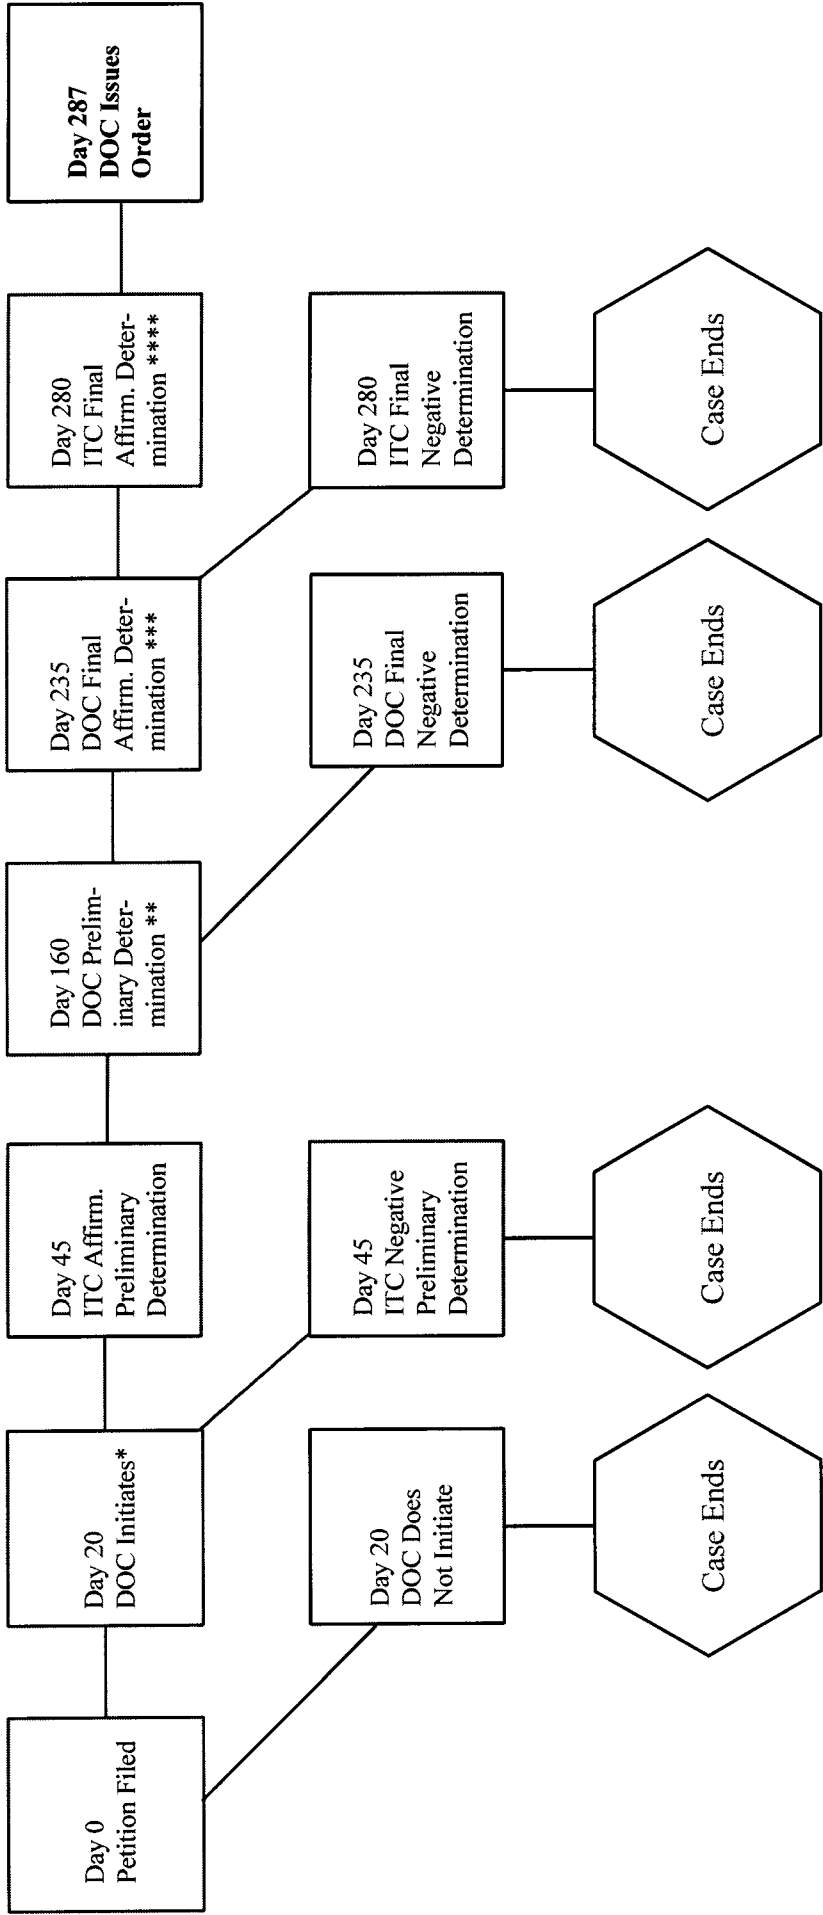 Day 0
Petition Filed
Day 20
DOC Initiates*
Day 45
ITC Affirm.
Preliminary
Determination
Day 160
DOC Prelim-
inary Deter-
mination **
Day 235
DOC Final
Affirm. Deter-
mination ***
Day 280
ITC Final
Affirm. Deter-
mination ****
Day 287
DOC Issues
Order
Day 20
DOC Does
Not Initiate
Day 45
ITC Negative
Preliminary
Determination
Day 235
DOC Final
Negative
Determination
Day 280
ITC Final
Negative
Determination
Case Ends
Case Ends
Case Ends
Case Ends